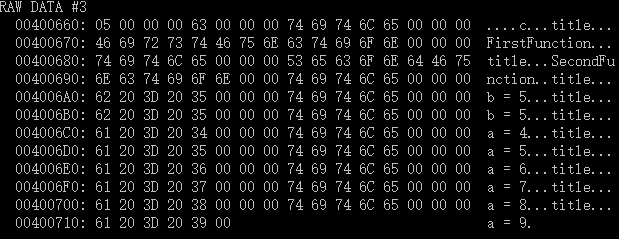 RAW DATA #3
00400660: 05 00 00 00 63 00 00 00 74 69 74 6C 65 00 00 00 ....c...title...
00400670: 46 69 72 73 74 46 75 6E 63 74 69 6F 6E 00 00 00 FirstFunction...
00400680: 74 69 74 6C 65 00 00 00 53 65 63 6F 6E 64 46 75 title...SecondFu
00400690: 6E 63 74 69 6F 6E 00 00 74 69 74 6C 65 00 00 00 nction..title...
004006A0: 62 20 3D 20 35 00 00 00 74 69 74 6C 65 00 00 00 b = 5...title...
004006B0: 62 20 3D 20 35 00 00 00 74 69 74 6C 65 00 00 00 b = 5...title...
004006C0: 61 20 3D 20 34 00 00 00 74 69 74 6C 65 00 00 00 a = 4...title...
004006D0: 61 20 3D 20 35 00 00 00 74 69 74 6C 65 00 00 00 a = 5...title...
004006E0: 61 20 3D 20 36 00 00 00 74 69 74 6C 65 00 00 00 a = 6...title...
004006F0: 61 20 3D 20 37 00 00 00 74 69 74 6C 65 00 00 00 a = 7...title...
00400700: 61 20 3D 20 38 00 00 00 74 69 74 6C 65 00 00 00 a = 8...title...
00400710: 61 20 3D 20 39 00 a = 9.